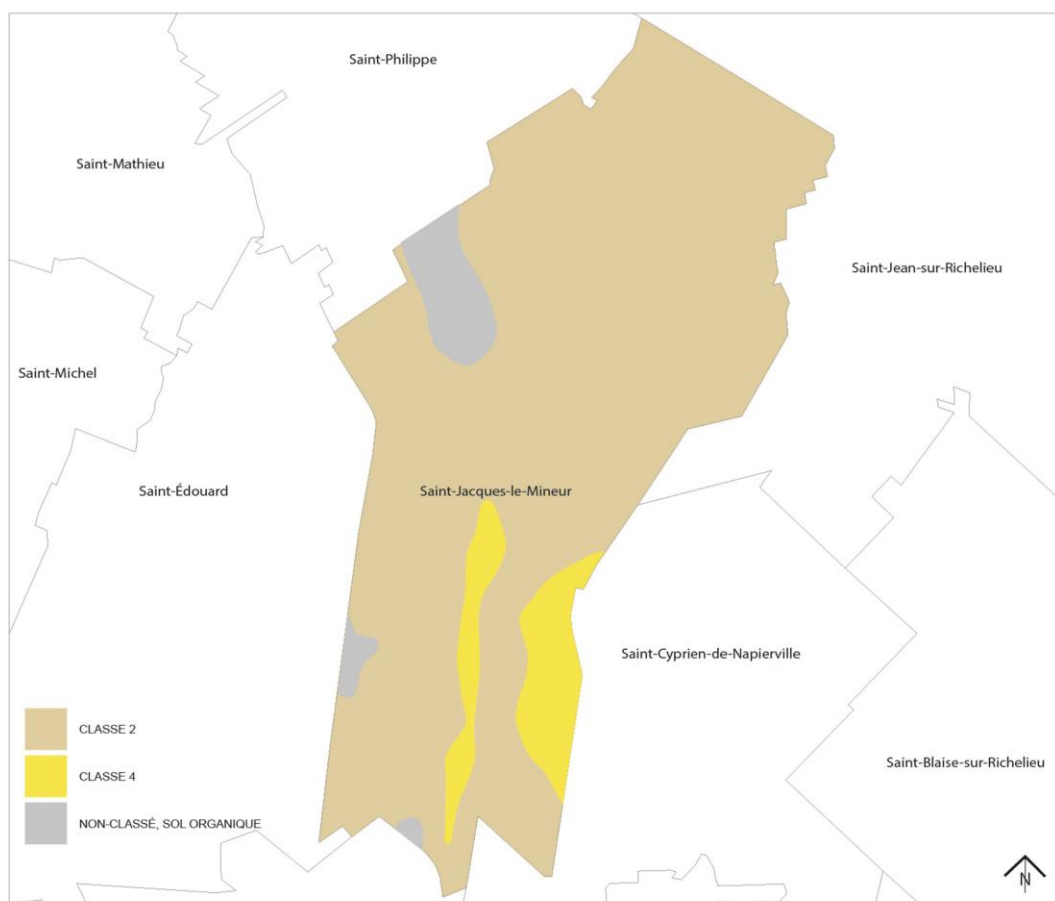 Saint-Philippe
Saint-Mathieu
Saint-Jean-sur-Richelieu
Saint-Michel
Saint-Édouard
Saint-Jacques-le-Mineur
Saint-Cyprien-de-Napierville
Saint-Blaise-sur-Richelieu
CLASSE 2
CLASSE 4
NON-CLASSÉ, SOL ORGANIQUE
N